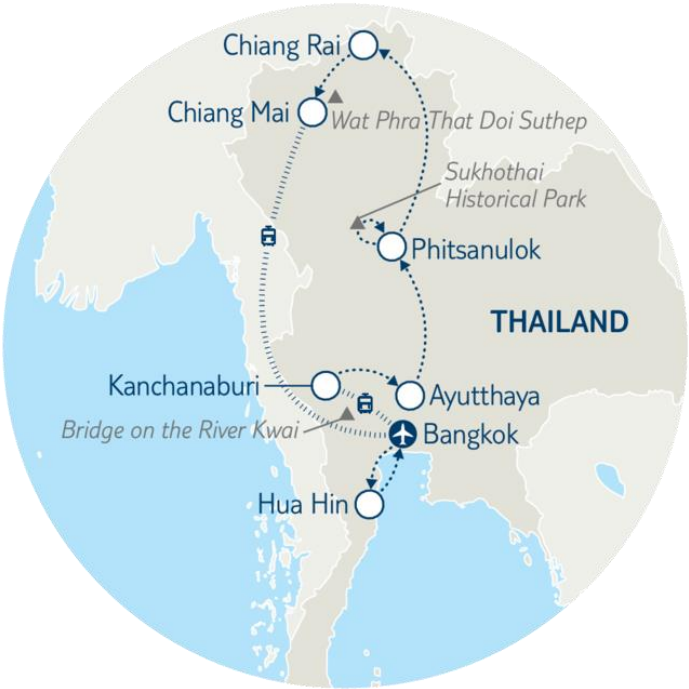 Chiang Rai
Chiang Mai
Wat Phra That Doi Suthep
Sukhothai
Historical Park
Phitsanulok
THAILAND
Kanchanaburi
Ayutthaya
Bridge on the River Kwai
Bangkok
Hua Hin